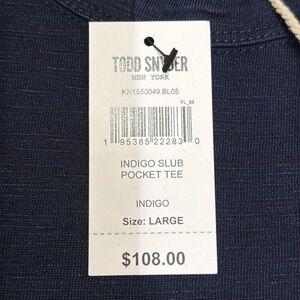 TODD SNYDER
NEW YORK
KN1550049.BL05
FL_M
1 95385 22283 0
INDIGO SLUB
POCKET TEE
INDIGO
Size: LARGE
$108.00